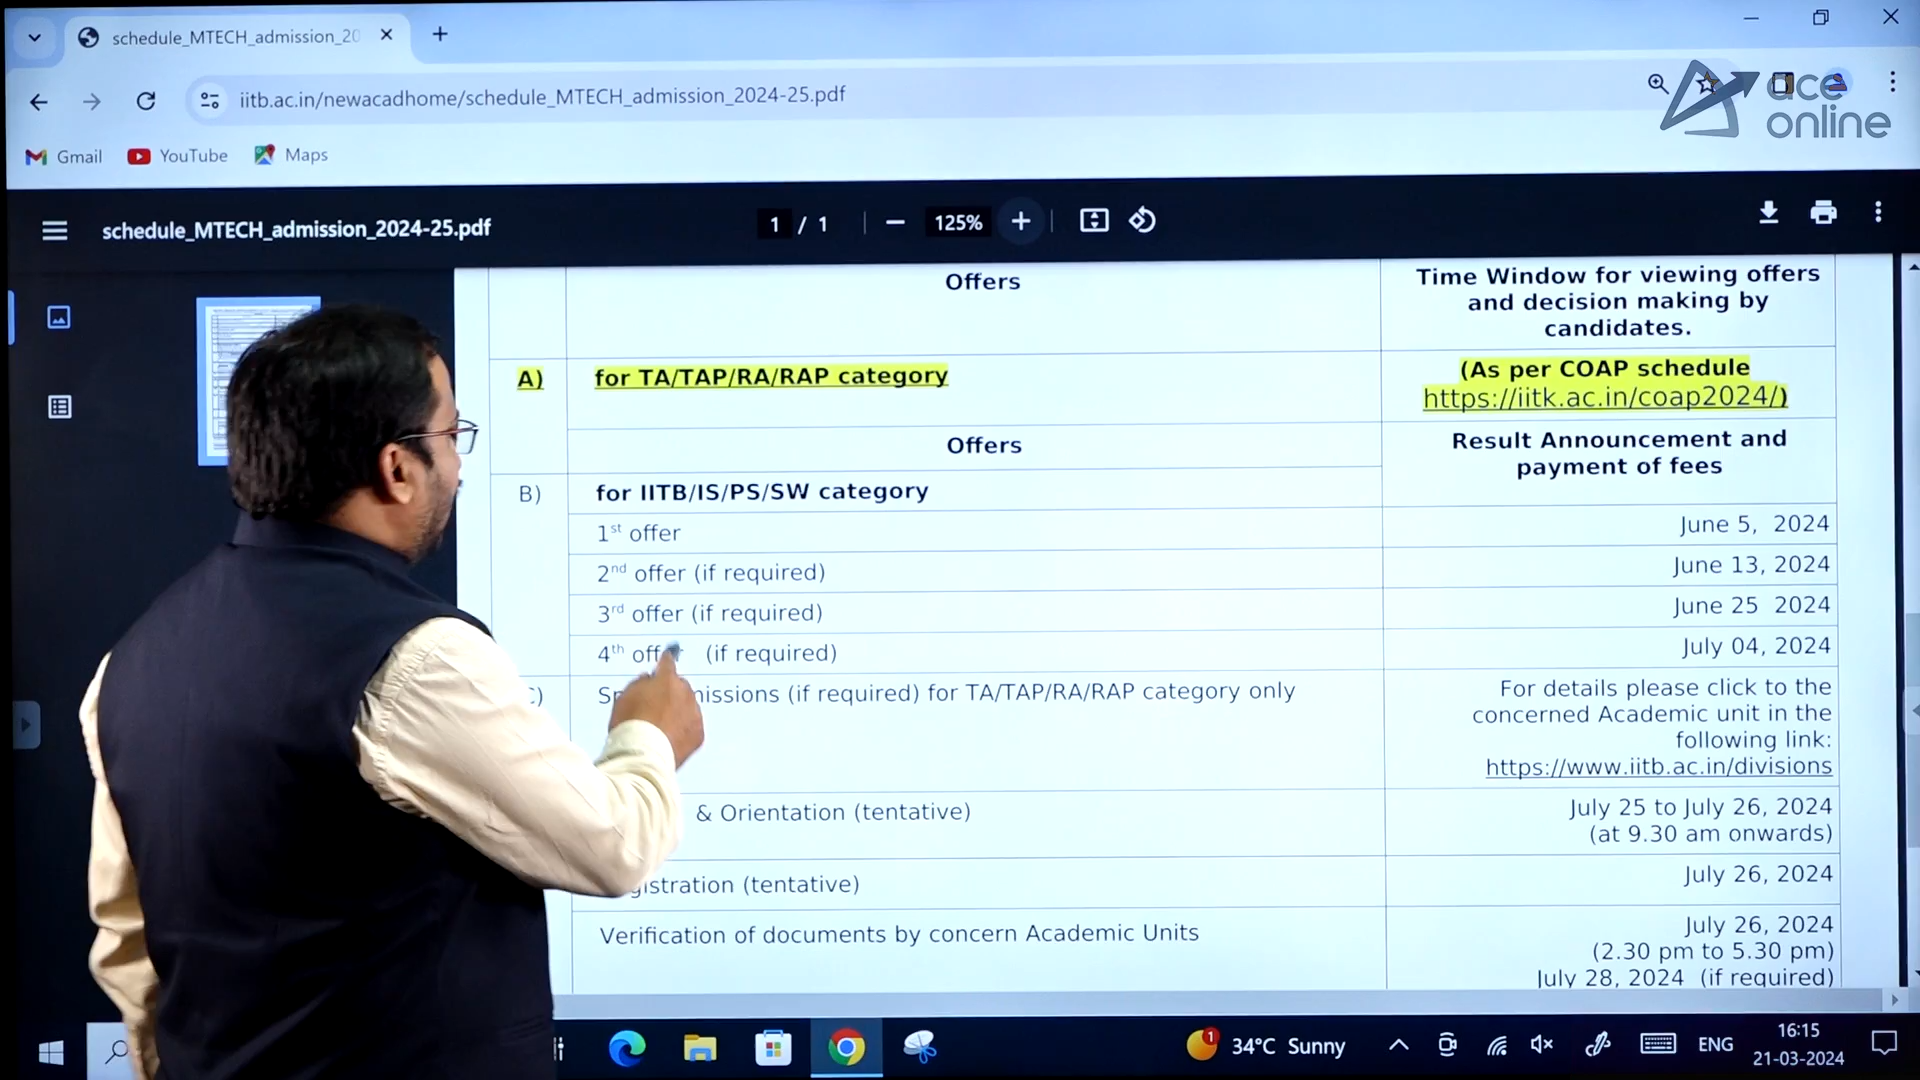 schedule_MTECH_admission_20
iitb.ac.in/newacadhome/schedule_MTECH_admission_2024-25.pdf
ace
online
Gmail
YouTube
Maps
schedule_MTECH_admission_2024-25.pdf
1 / 1
125%
Offers
Time Window for viewing offers
and decision making by
candidates.
A)
for TA/TAP/RA/RAP category
(As per COAP schedule
https://iitk.ac.in/coap2024/)
Offers
Result Announcement and
payment of fees
B)
for IITB/IS/PS/SW category
1st offer
June 5, 2024
2nd offer (if required)
June 13, 2024
3rd offer (if required)
June 25 2024
4th offer (if required)
July 04, 2024
(if required) for TA/TAP/RA/RAP category only
For details please click to the
concerned Academic unit in the
following link:
https://www.iitb.ac.in/divisions
& Orientation (tentative)
July 25 to July 26, 2024
(at 9.30 am onwards)
(tentative)
July 26, 2024
Verification of documents by concern Academic Units
July 26, 2024
(2.30 pm to 5.30 pm)
July 28, 2024 (if required)
1
34°C Sunny
ENG
16:15
21-03-2024